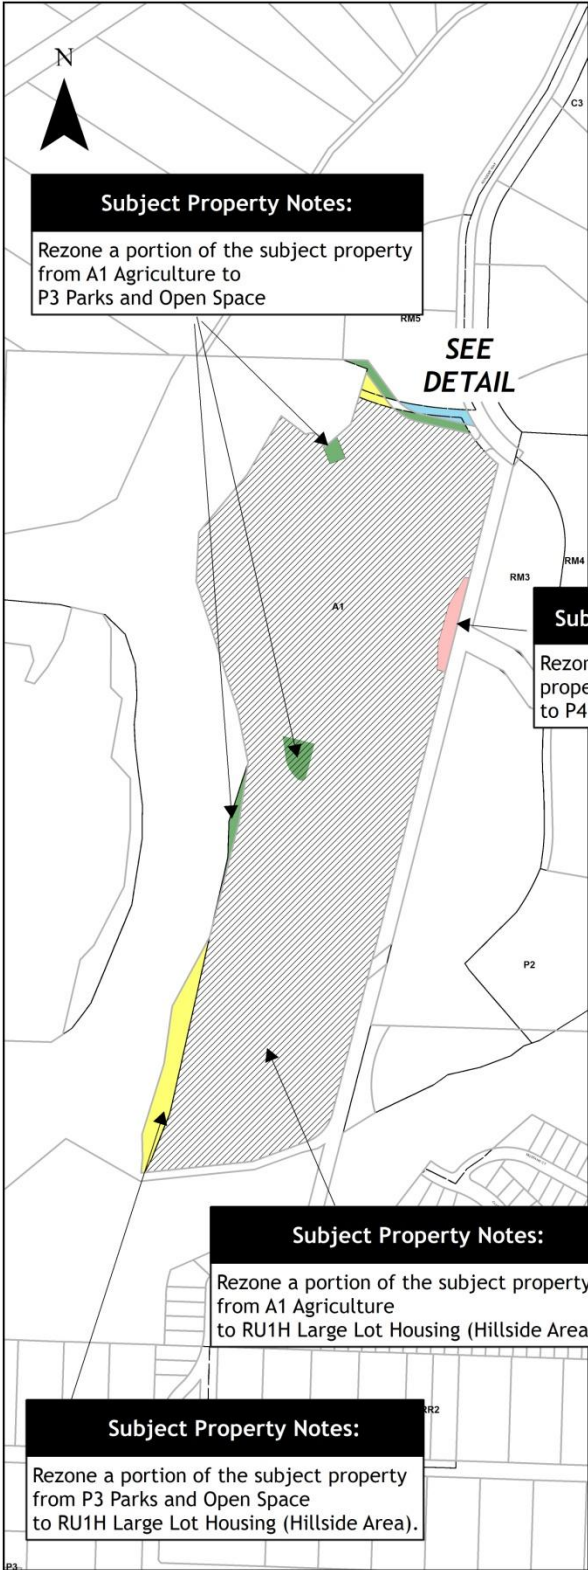 N
C3
Subject Property Notes:
Rezone a portion of the subject property
from A1 Agriculture to
P3 Parks and Open Space
RM5
SEE
DETAIL
A1
RM3
RM4
Sub
Rezon
prope
to P4
P2
Subject Property Notes:
Rezone a portion of the subject property
from A1 Agriculture
to RU1H Large Lot Housing (Hillside Area
RR2
Subject Property Notes:
Rezone a portion of the subject property
from P3 Parks and Open Space
to RU1H Large Lot Housing (Hillside Area).
P3